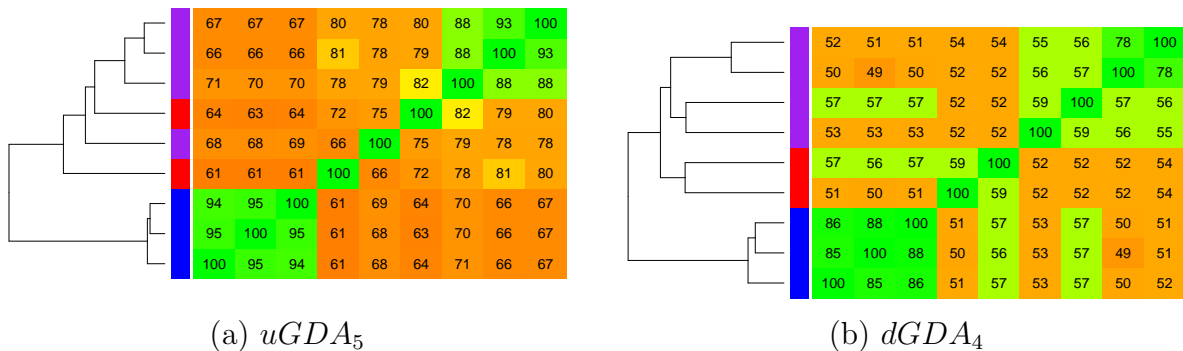 67 67 67 80 78 80 88 93 100
66 66 66 81 78 79 88 100 93
71 70 70 78 79 82 100 88 88
64 63 64 72 75 100 82 79 80
68 68 69 66 100 75 79 78 78
61 61 61 100 66 72 78 81 80
94 95 100 61 69 64 70 66 67
95 100 95 61 68 63 70 66 67
100 95 94 61 68 64 71 66 67
(a) uGDA5
52 51 51 54 54 55 56 78 100
50 49 50 52 52 56 57 100 78
57 57 57 52 52 59 100 57 56
53 53 53 52 52 100 59 56 55
57 56 57 59 100 52 52 52 54
51 50 51 100 59 52 52 52 54
86 88 100 51 57 53 57 50 51
85 100 88 50 56 53 57 49 51
100 85 86 51 57 53 57 50 52
(b) dGDA4